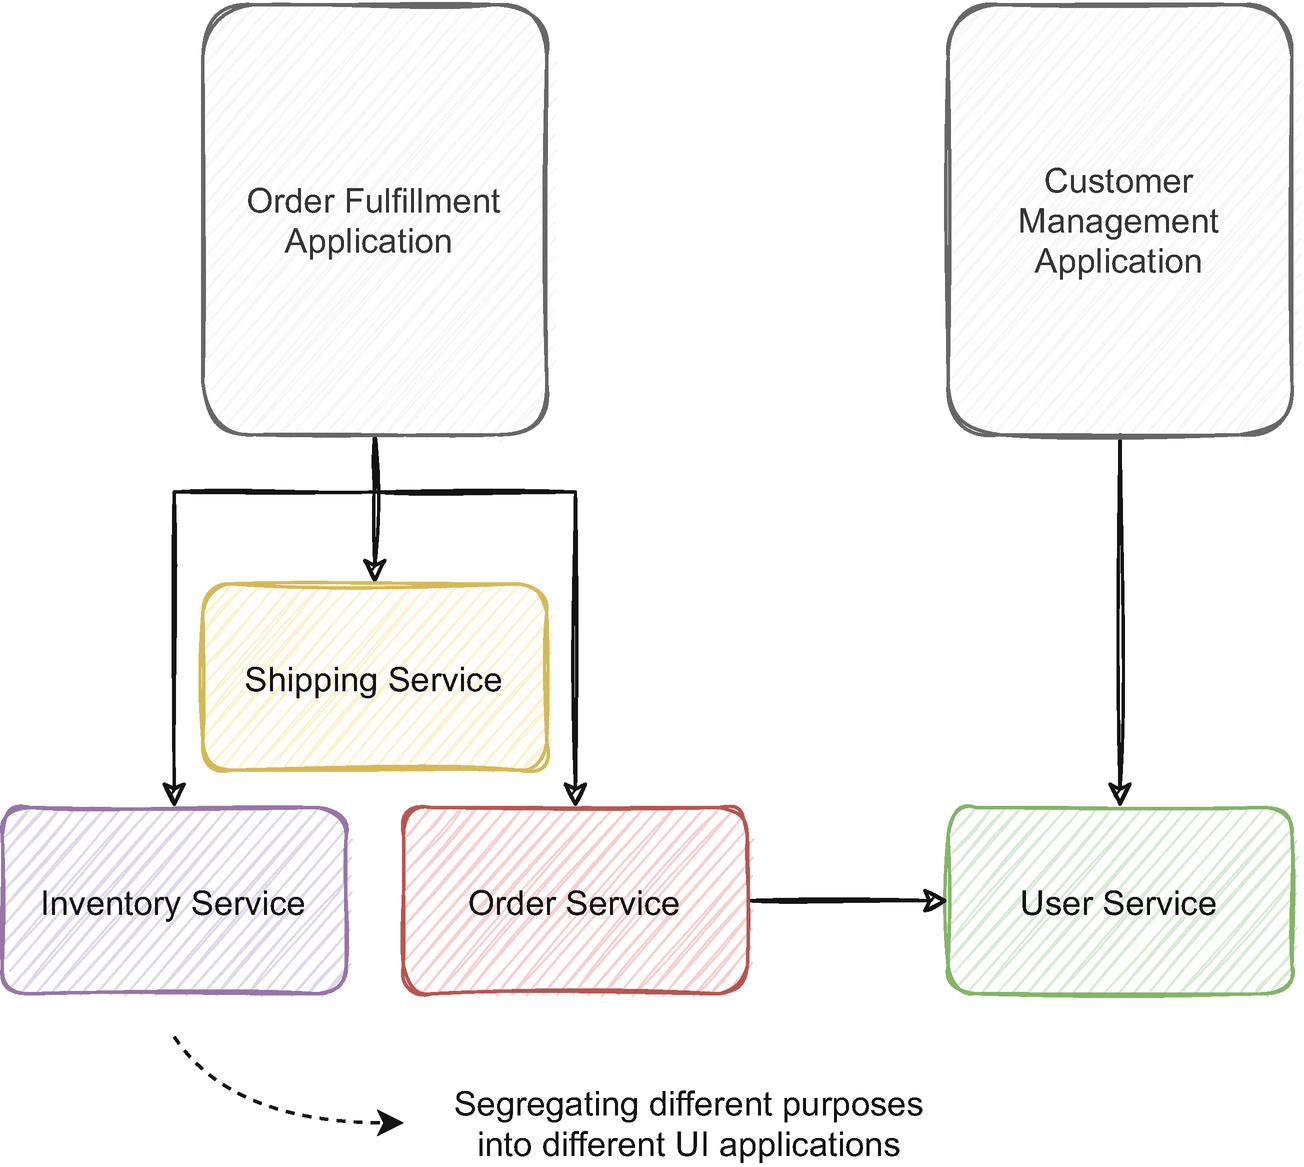 Order Fulfillment
Application
Customer
Management
Application
Shipping Service
Inventory Service
Order Service
User Service
Segregating different purposes
into different UI applications